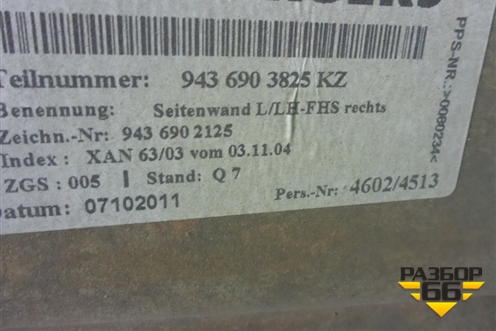 Teilnummer: 943 690 3825 KZ
Benennung: Seitenwand L/LH-FHS rechts
Zeichn.-Nr: 943 690 2125
Index : XAN 63/03 vom 03.11.04
ZGS : 005 | Stand: Q 7
Pers.-Nr: 4602/4513
Datum: 07102011
PPS-NR.:>0080234<
РАЗБОР
66